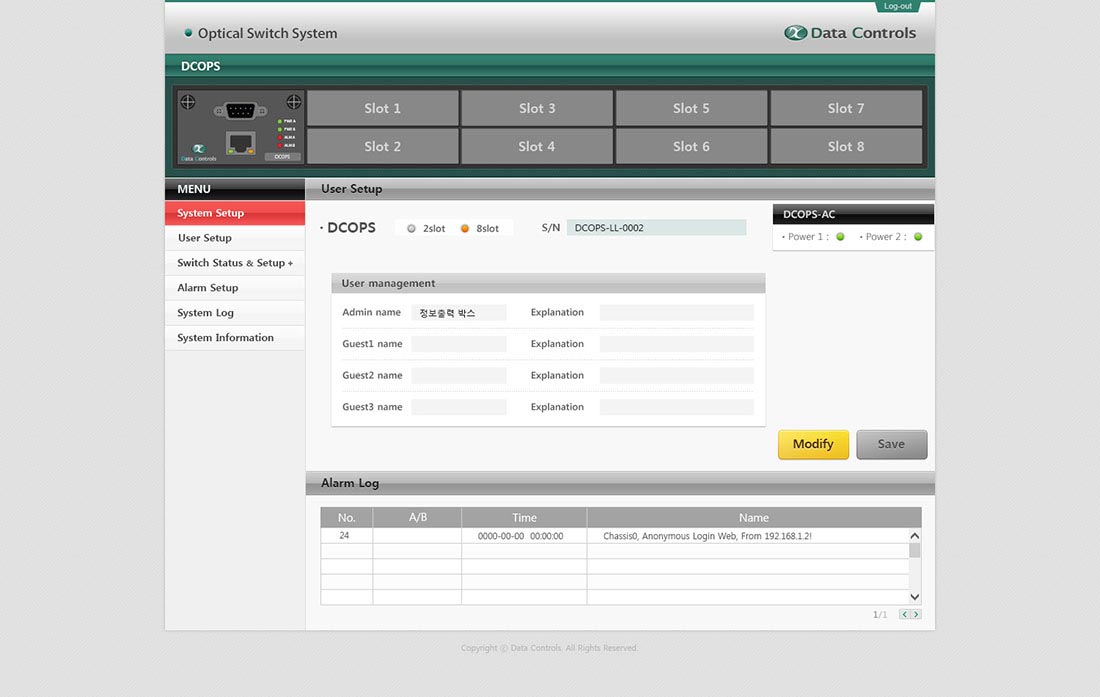 Log-out
Optical Switch System
Data Controls
DCOPS
Slot 1 Slot 3 Slot 5 Slot 7
Slot 2 Slot 4 Slot 6 Slot 8
PWR A
PWR B
ALM A
ALM B
Data Controls
DCOPS
MENU
System Setup
User Setup
Switch Status & Setup +
Alarm Setup
System Log
System Information
User Setup
· DCOPS 2slot 8slot S/N DCOPS-LL-0002
DCOPS-AC
· Power 1 : · Power 2 :
User management
Admin name 정보출력 박스 Explanation
Guest1 name Explanation
Guest2 name Explanation
Guest3 name Explanation
Modify Save
Alarm Log
No. A/B Time Name
24 0000-00-00 00:00:00 Chassis0, Anonymous Login Web, From 192.168.1.2!
1/1 < >
Copyright ⓒ Data Controls. All Rights Reserved.